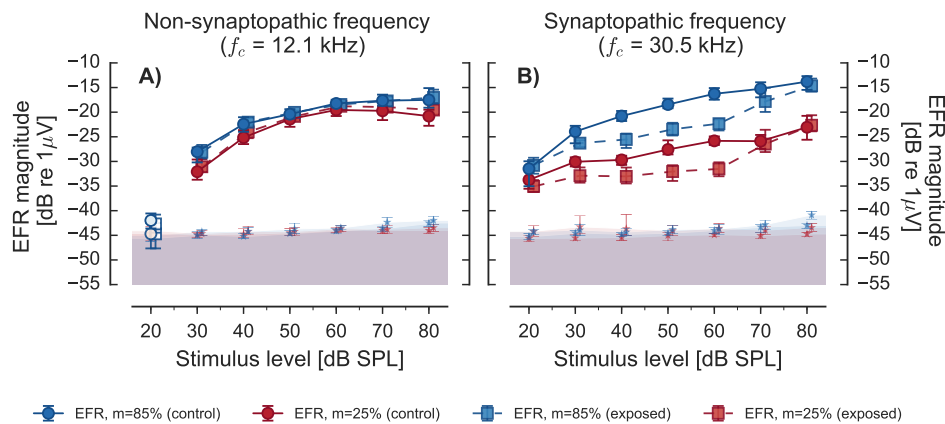 Non-synaptopathic frequency
(f_c = 12.1 kHz)
Synaptopathic frequency
(f_c = 30.5 kHz)
A)
B)
EFR magnitude
[dB re 1μV]
−10
−15
−20
−25
−30
−35
−40
−45
−50
−55
−10
−15
−20
−25
−30
−35
−40
−45
−50
−55
EFR magnitude
[dB re 1μV]
20 30 40 50 60 70 80
20 30 40 50 60 70 80
Stimulus level [dB SPL]
Stimulus level [dB SPL]
EFR, m=85% (control)
EFR, m=25% (control)
EFR, m=85% (exposed)
EFR, m=25% (exposed)